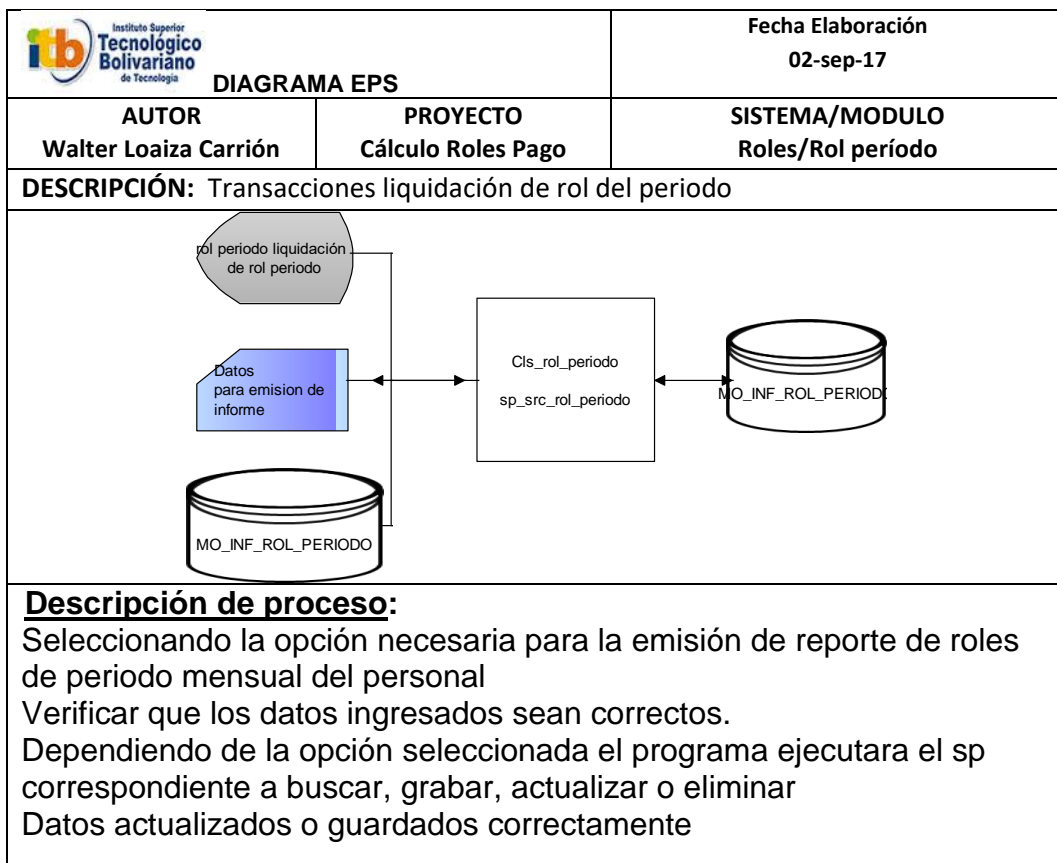 Instituto Superior
itb Tecnológico
Bolivariano
de Tecnología
DIAGRAMA EPS
Fecha Elaboración
02-sep-17
AUTOR
Walter Loaiza Carrión
PROYECTO
Cálculo Roles Pago
SISTEMA/MODULO
Roles/Rol período
DESCRIPCIÓN: Transacciones liquidación de rol del periodo
rol periodo liquidación
de rol periodo
Datos
para emision de
informe
MO_INF_ROL_PERIODO
Cls_rol_periodo
sp_src_rol_periodo
MO_INF_ROL_PERIODO
Descripción de proceso:
Seleccionando la opción necesaria para la emisión de reporte de roles
de periodo mensual del personal
Verificar que los datos ingresados sean correctos.
Dependiendo de la opción seleccionada el programa ejecutara el sp
correspondiente a buscar, grabar, actualizar o eliminar
Datos actualizados o guardados correctamente